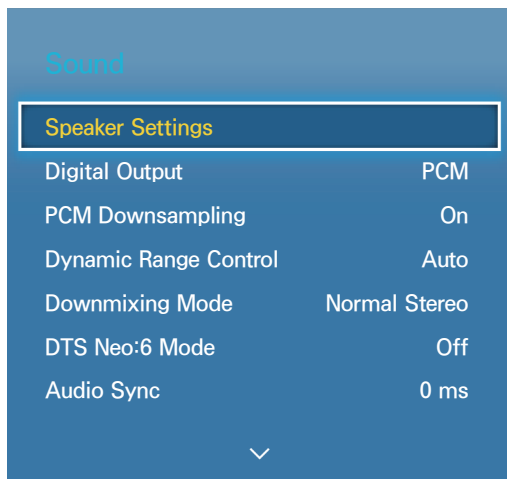 Sound
Speaker Settings
Digital Output PCM
PCM Downsampling On
Dynamic Range Control Auto
Downmixing Mode Normal Stereo
DTS Neo:6 Mode Off
Audio Sync 0 ms